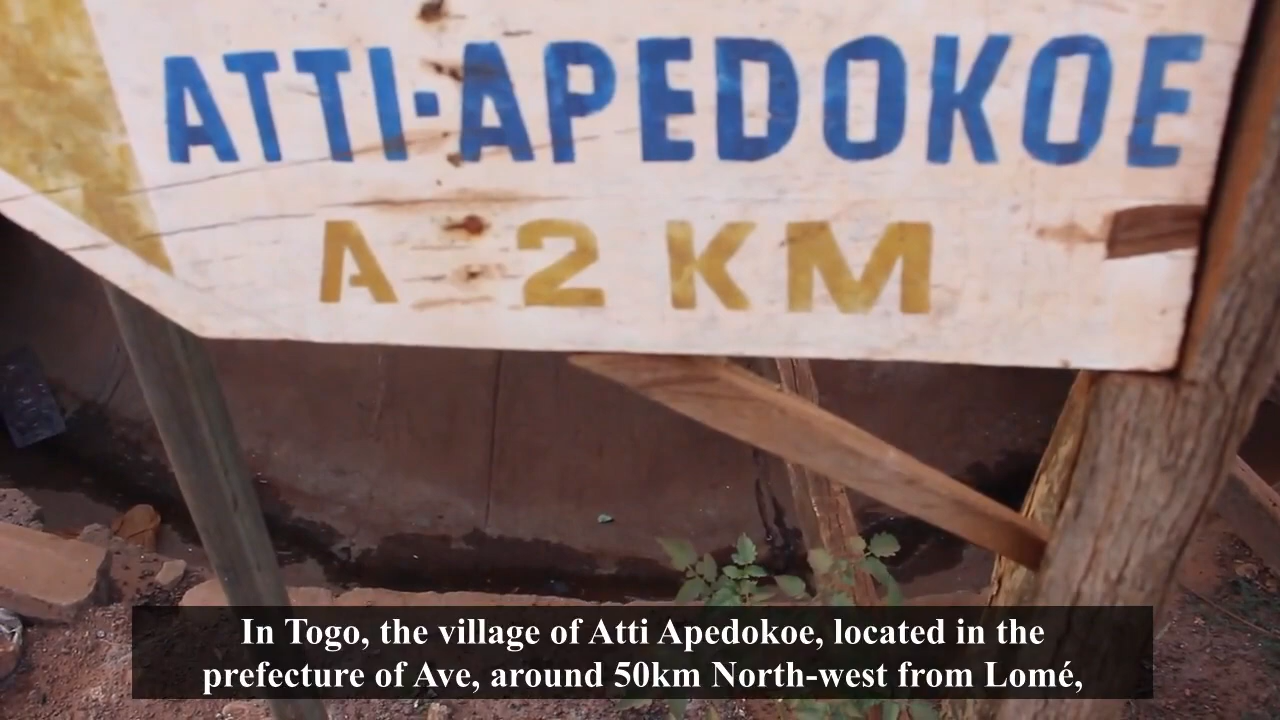 ATTI-APEDOKOE
A 2 KM
In Togo, the village of Atti Apedokoe, located in the
prefecture of Ave, around 50km North-west from Lomé,